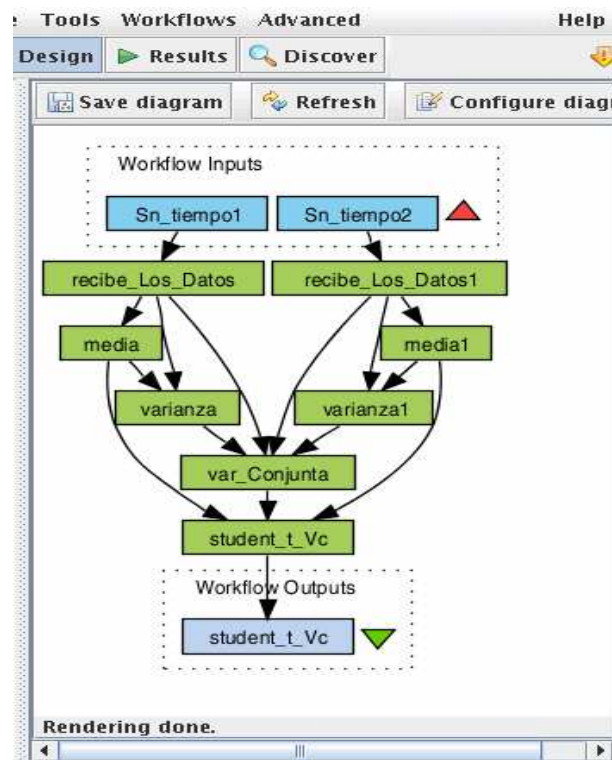 e Tools Workflows Advanced Help
Design Results Discover
Save diagram Refresh Configure diag
Workflow Inputs
Sn_tiempo1 Sn_tiempo2
recibe_Los_Datos recibe_Los_Datos1
media media1
varianza varianza1
var_Conjunta
student_t_Vc
Workflow Outputs
student_t_Vc
Rendering done.